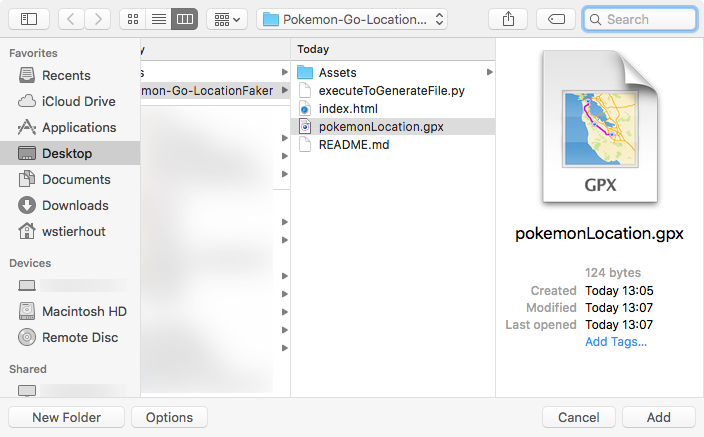 Pokemon-Go-Location...
Search
Favorites
Recents
iCloud Drive
Applications
Desktop
Documents
Downloads
wstierhout
Devices
Macintosh HD
Remote Disc
Shared
y
s
mon-Go-LocationFaker
Today
Assets
executeToGenerateFile.py
index.html
pokemonLocation.gpx
README.md
GPX
pokemonLocation.gpx
124 bytes
Created Today 13:05
Modified Today 13:07
Last opened Today 13:07
Add Tags...
New Folder
Options
Cancel
Add